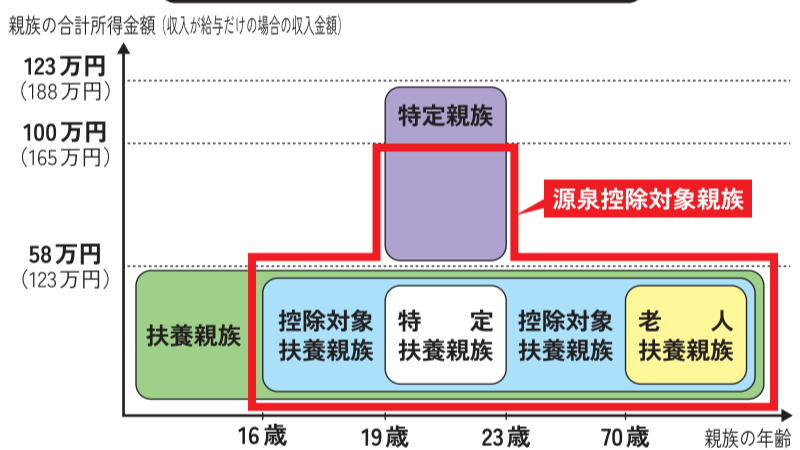 親族の合計所得金額（収入が給与だけの場合の収入金額）
123万円
（188万円）
100万円
（165万円）
58万円
（123万円）
特定親族
源泉控除対象親族
扶養親族
控除対象
扶養親族
特定
扶養親族
控除対象
扶養親族
老人
扶養親族
16歳
19歳
23歳
70歳
親族の年齢